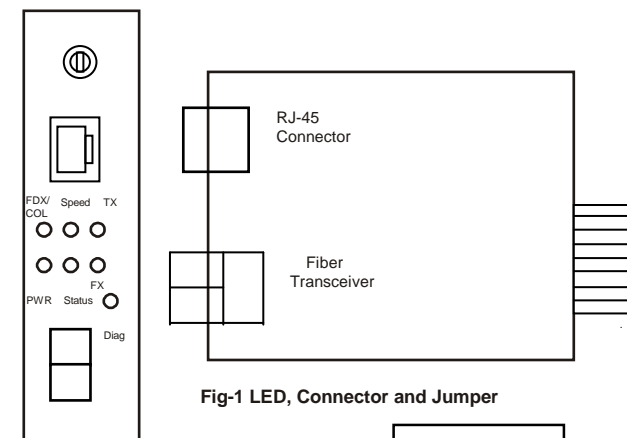 FDX/ Speed TX
COL
FX
PWR Status
Diag
RJ-45
Connector
Fiber
Transceiver
Fig-1 LED, Connector and Jumper